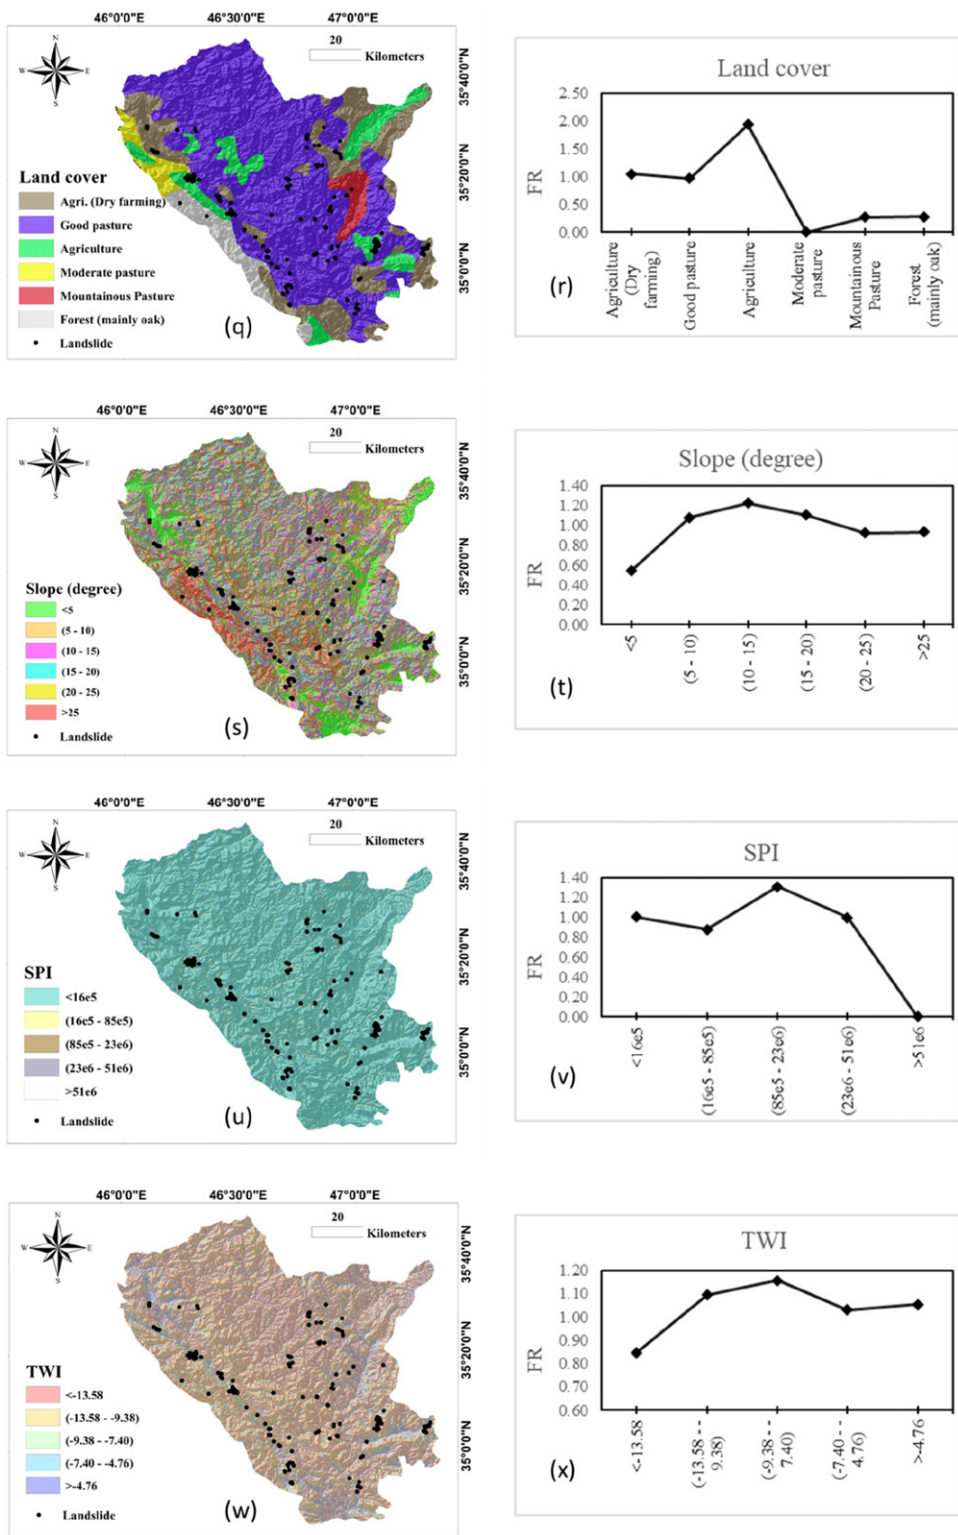 46°0'0"E 46°30'0"E 47°0'0"E
N
W E
S
20
Kilometers
35°40'0"N
35°20'0"N
35°0'0"N
Land cover
Agri. (Dry farming)
Good pasture
Agriculture
Moderate pasture
Mountainous Pasture
Forest (mainly oak)
Landslide
(q)
Land cover
FR
2.50
2.00
1.50
1.00
0.50
0.00
Agriculture
(Dry
farming)
Good pasture
Agriculture
Moderate
pasture
Mountainous
Pasture
Forest
(mainly oak)
(r)
46°0'0"E 46°30'0"E 47°0'0"E
N
W E
S
20
Kilometers
35°40'0"N
35°20'0"N
35°0'0"N
Slope (degree)
<5
(5 - 10)
(10 - 15)
(15 - 20)
(20 - 25)
>25
Landslide
(s)
Slope (degree)
FR
1.40
1.20
1.00
0.80
0.60
0.40
0.20
0.00
<5
(5 - 10)
(10 - 15)
(15 - 20)
(20 - 25)
>25
(t)
46°0'0"E 46°30'0"E 47°0'0"E
N
W E
S
20
Kilometers
35°40'0"N
35°20'0"N
35°0'0"N
SPI
<16e5
(16e5 - 85e5)
(85e5 - 23e6)
(23e6 - 51e6)
>51e6
Landslide
(u)
SPI
FR
1.40
1.20
1.00
0.80
0.60
0.40
0.20
0.00
<16e5
(16e5 - 85e5)
(85e5 - 23e6)
(23e6 - 51e6)
>51e6
(v)
46°0'0"E 46°30'0"E 47°0'0"E
N
W E
S
20
Kilometers
35°40'0"N
35°20'0"N
35°0'0"N
TWI
<-13.58
(-13.58 - -9.38)
(-9.38 - -7.40)
(-7.40 - -4.76)
>-4.76
Landslide
(w)
TWI
FR
1.20
1.10
1.00
0.90
0.80
0.70
0.60
<-13.58
(-13.58 - -
9.38)
(-9.38 - -
7.40)
(-7.40 -
4.76)
>-4.76
(x)